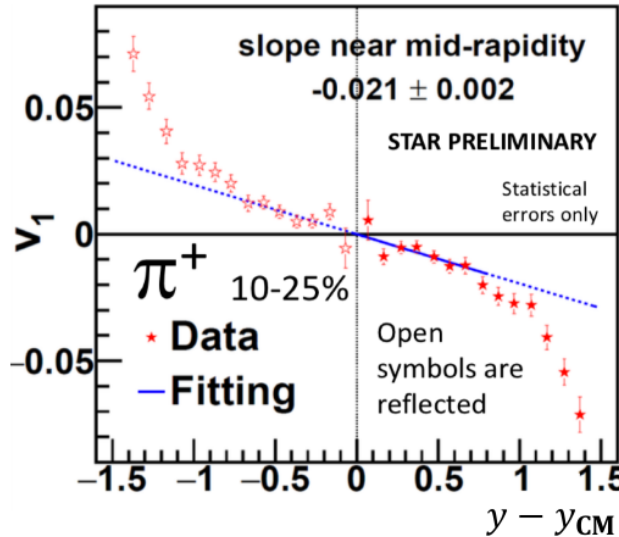 slope near mid-rapidity
-0.021 ± 0.002
STAR PRELIMINARY
Statistical
errors only
0.05
0
−0.05
v₁
π⁺ 10-25%
Data
Fitting
Open
symbols are
reflected
−1.5 −1 −0.5 0 0.5 1 1.5
y − y_CM